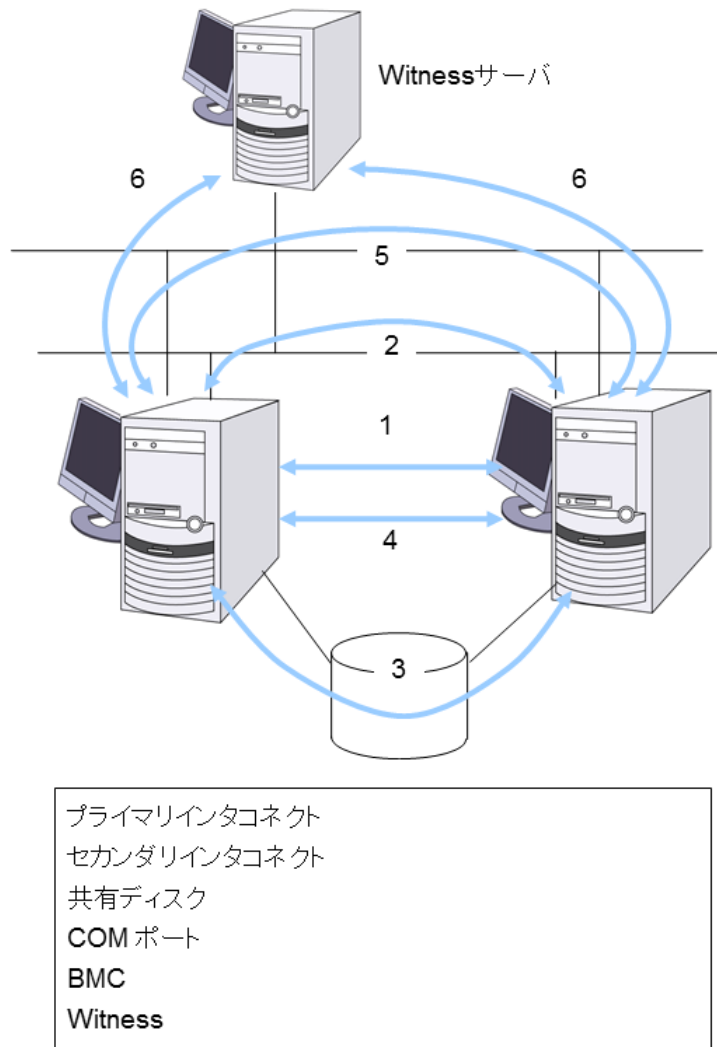 Witnessサーバ
6
6
5
2
1
4
3
プライマリインタコネクト
セカンダリインタコネクト
共有ディスク
COM ポート
BMC
Witness